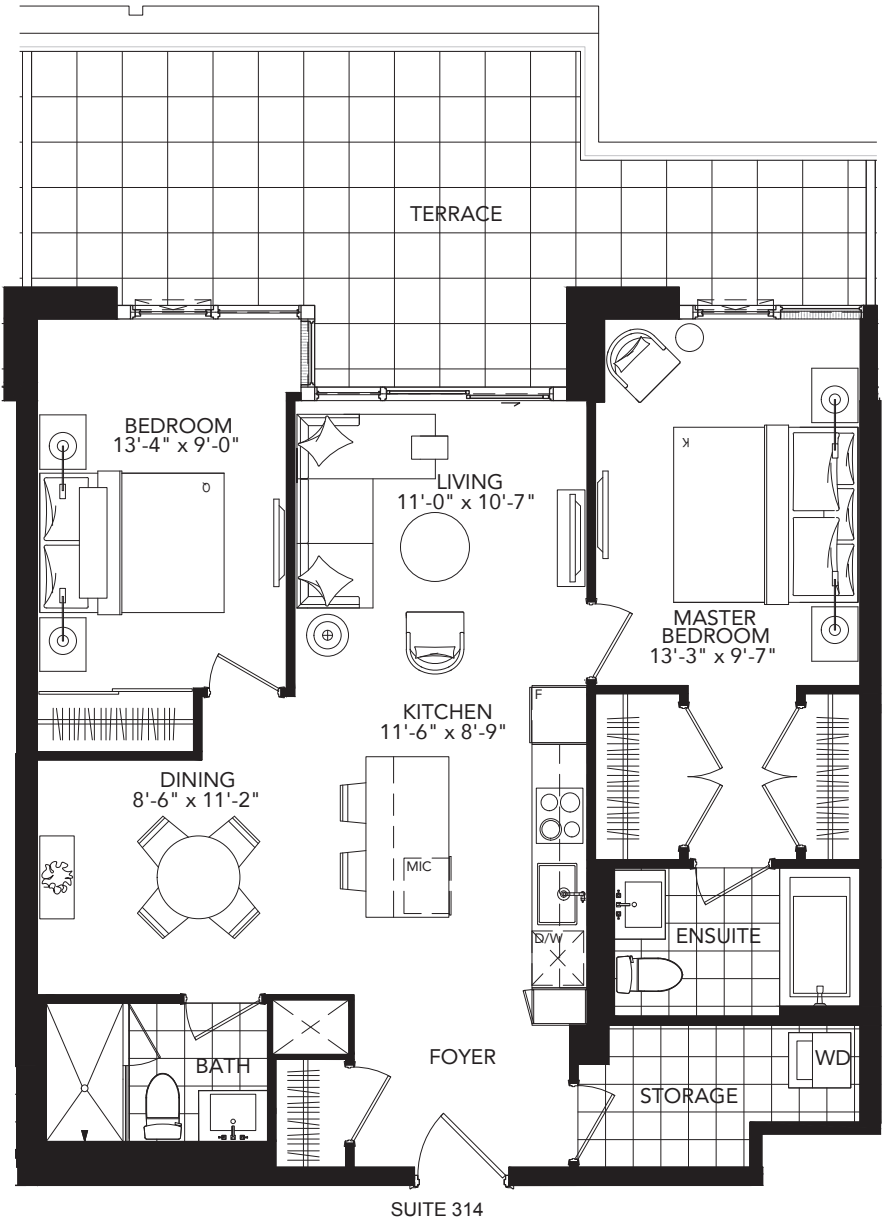 TERRACE
BEDROOM
13'-4" x 9'-0"
Q
K
LIVING
11'-0" x 10'-7"
MASTER
BEDROOM
13'-3" x 9'-7"
F
KITCHEN
11'-6" x 8'-9"
DINING
8'-6" x 11'-2"
MIC
D/W
ENSUITE
BATH
FOYER
WD
STORAGE
SUITE 314